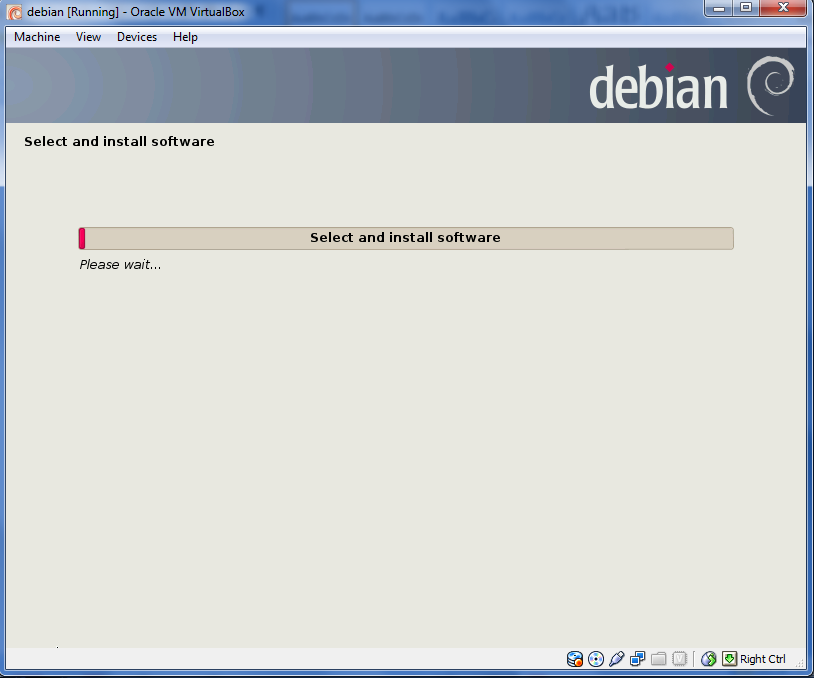 debian [Running] - Oracle VM VirtualBox
Machine View Devices Help
debian
Select and install software
Select and install software
Please wait...
Right Ctrl